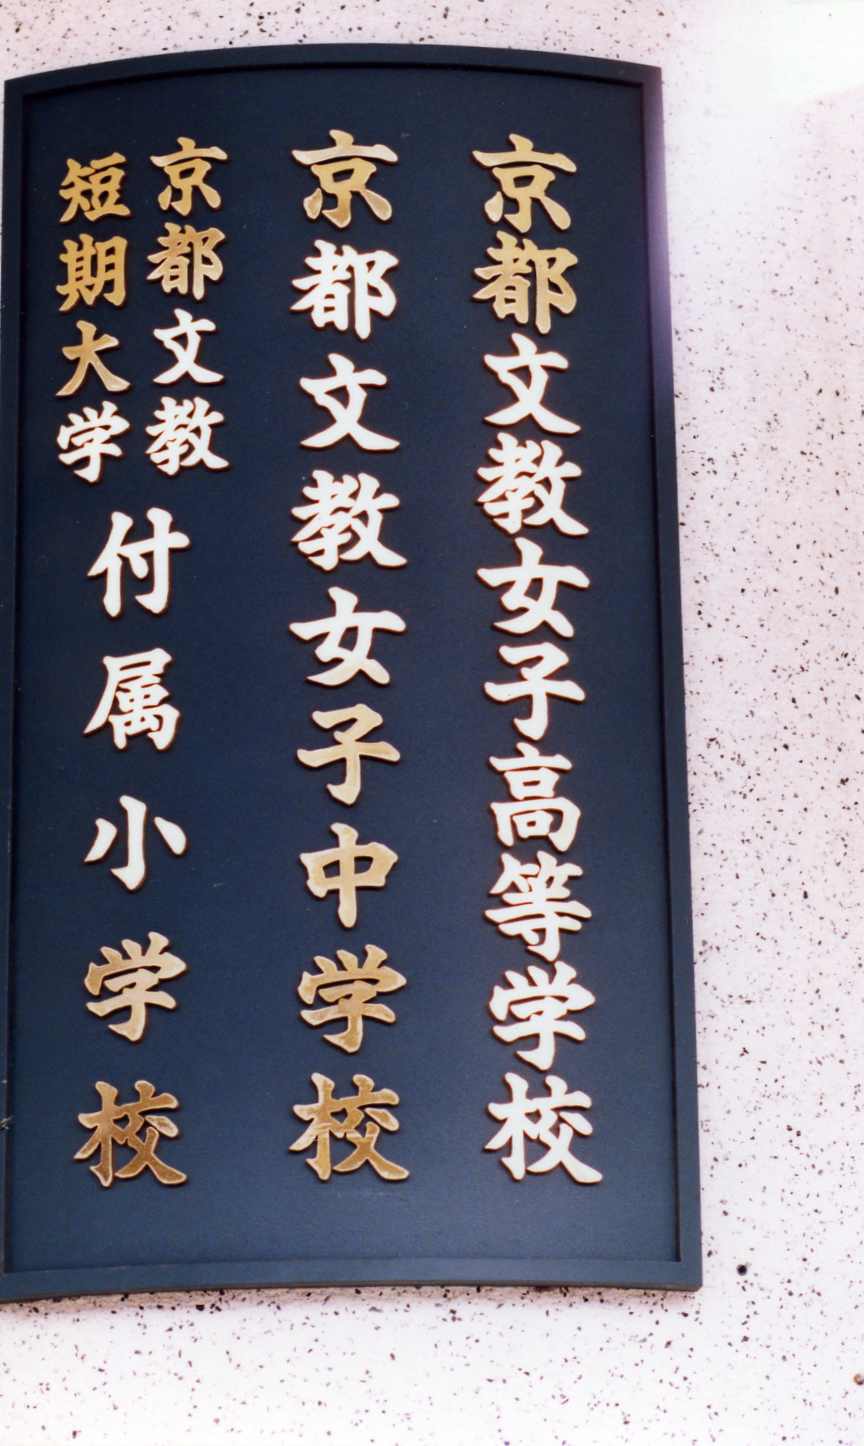 京都文教女子高等学校
京都文教女子中学校
京都文教
短期大学
付属小学校